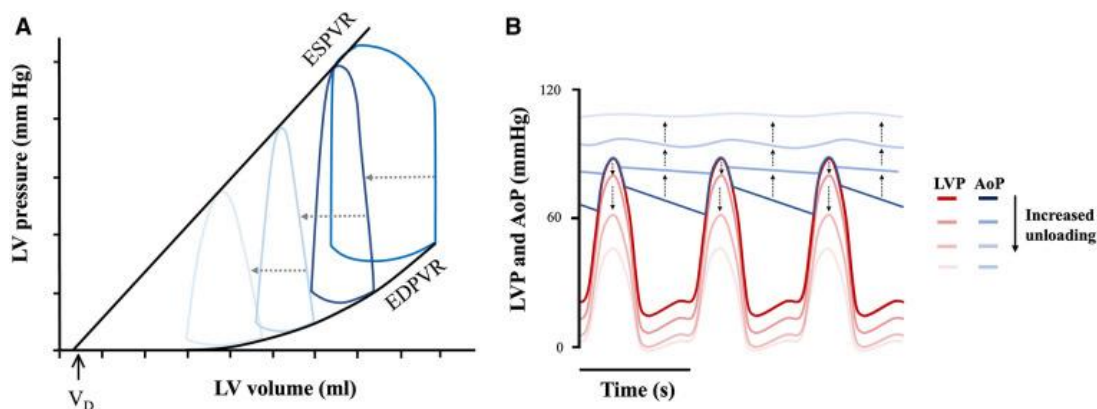 A
LV pressure (mm Hg)
ESPVR
EDPVR
LV volume (ml)
V_D
B
LVP and AoP (mmHg)
120
60
0
Time (s)
LVP AoP
Increased
unloading